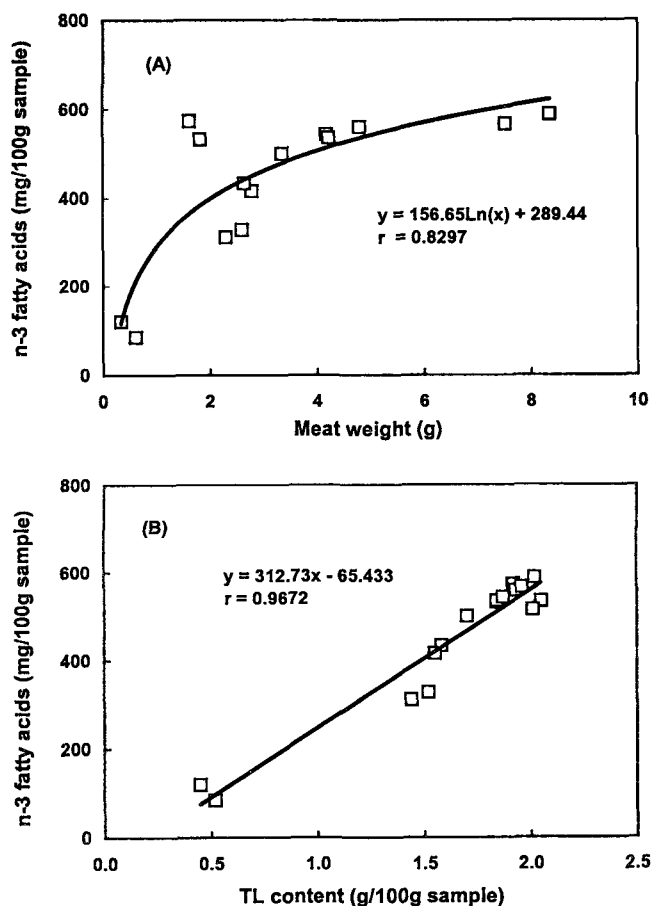 800
(A)
600
400
y = 156.65Ln(x) + 289.44
r = 0.8297
200
0
0 2 4 6 8 10
n-3 fatty acids (mg/100g sample)
Meat weight (g)
800
(B)
y = 312.73x - 65.433
r = 0.9672
600
400
200
0
0.0 0.5 1.0 1.5 2.0 2.5
n-3 fatty acids (mg/100g sample)
TL content (g/100g sample)